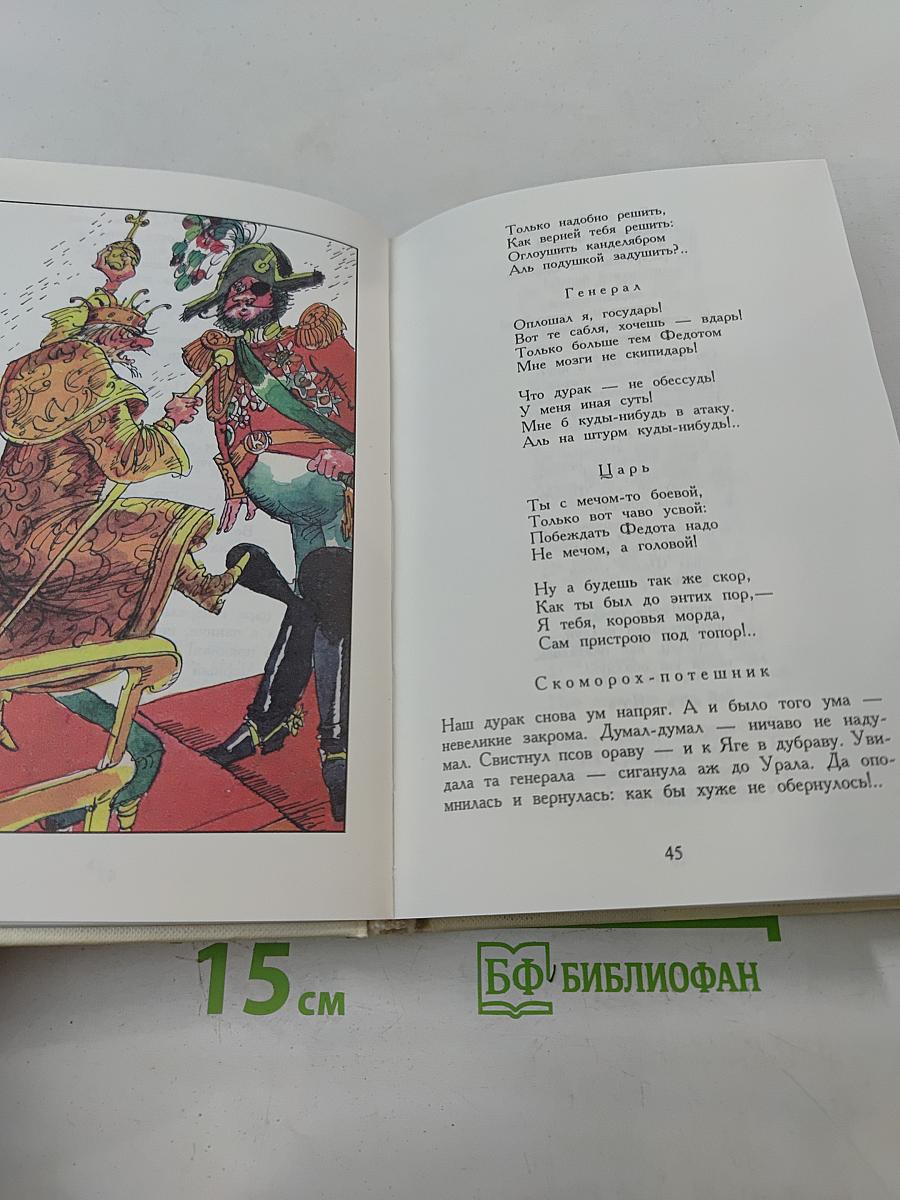 Только надобно решить,
Как верней тебя решить:
Оглоушить канделябром
Аль подушкой задушить?..
Генерал
Оплошал я, государь!
Вот те сабля, хочешь — вдарь!
Только больше тем Федотом
Мне мозги не скипидарь!
Что дурак — не обессудь!
У меня иная суть!
Мне б куды-нибудь в атаку.
Аль на штурм куды-нибудь!..
Царь
Ты с мечом-то боевой,
Только вот чаво усвой:
Побеждать Федота надо
Не мечом, а головой!
Ну а будешь так же скор,
Как ты был до энтих пор,—
Я тебя, коровья морда,
Сам пристрою под топор!..
Скоморох-потешник
Наш дурак снова ум напряг. А и было того ума —
невеликие закрома. Думал-думал — ничаво не наду-
мал. Свистнул псов ораву — и к Яге в дубраву. Уви-
дала та генерала — сиганула аж до Урала. Да опо-
мнилась и вернулась: как бы хуже не обернулось!..
45
15 см
БФ БИБЛИОФАН